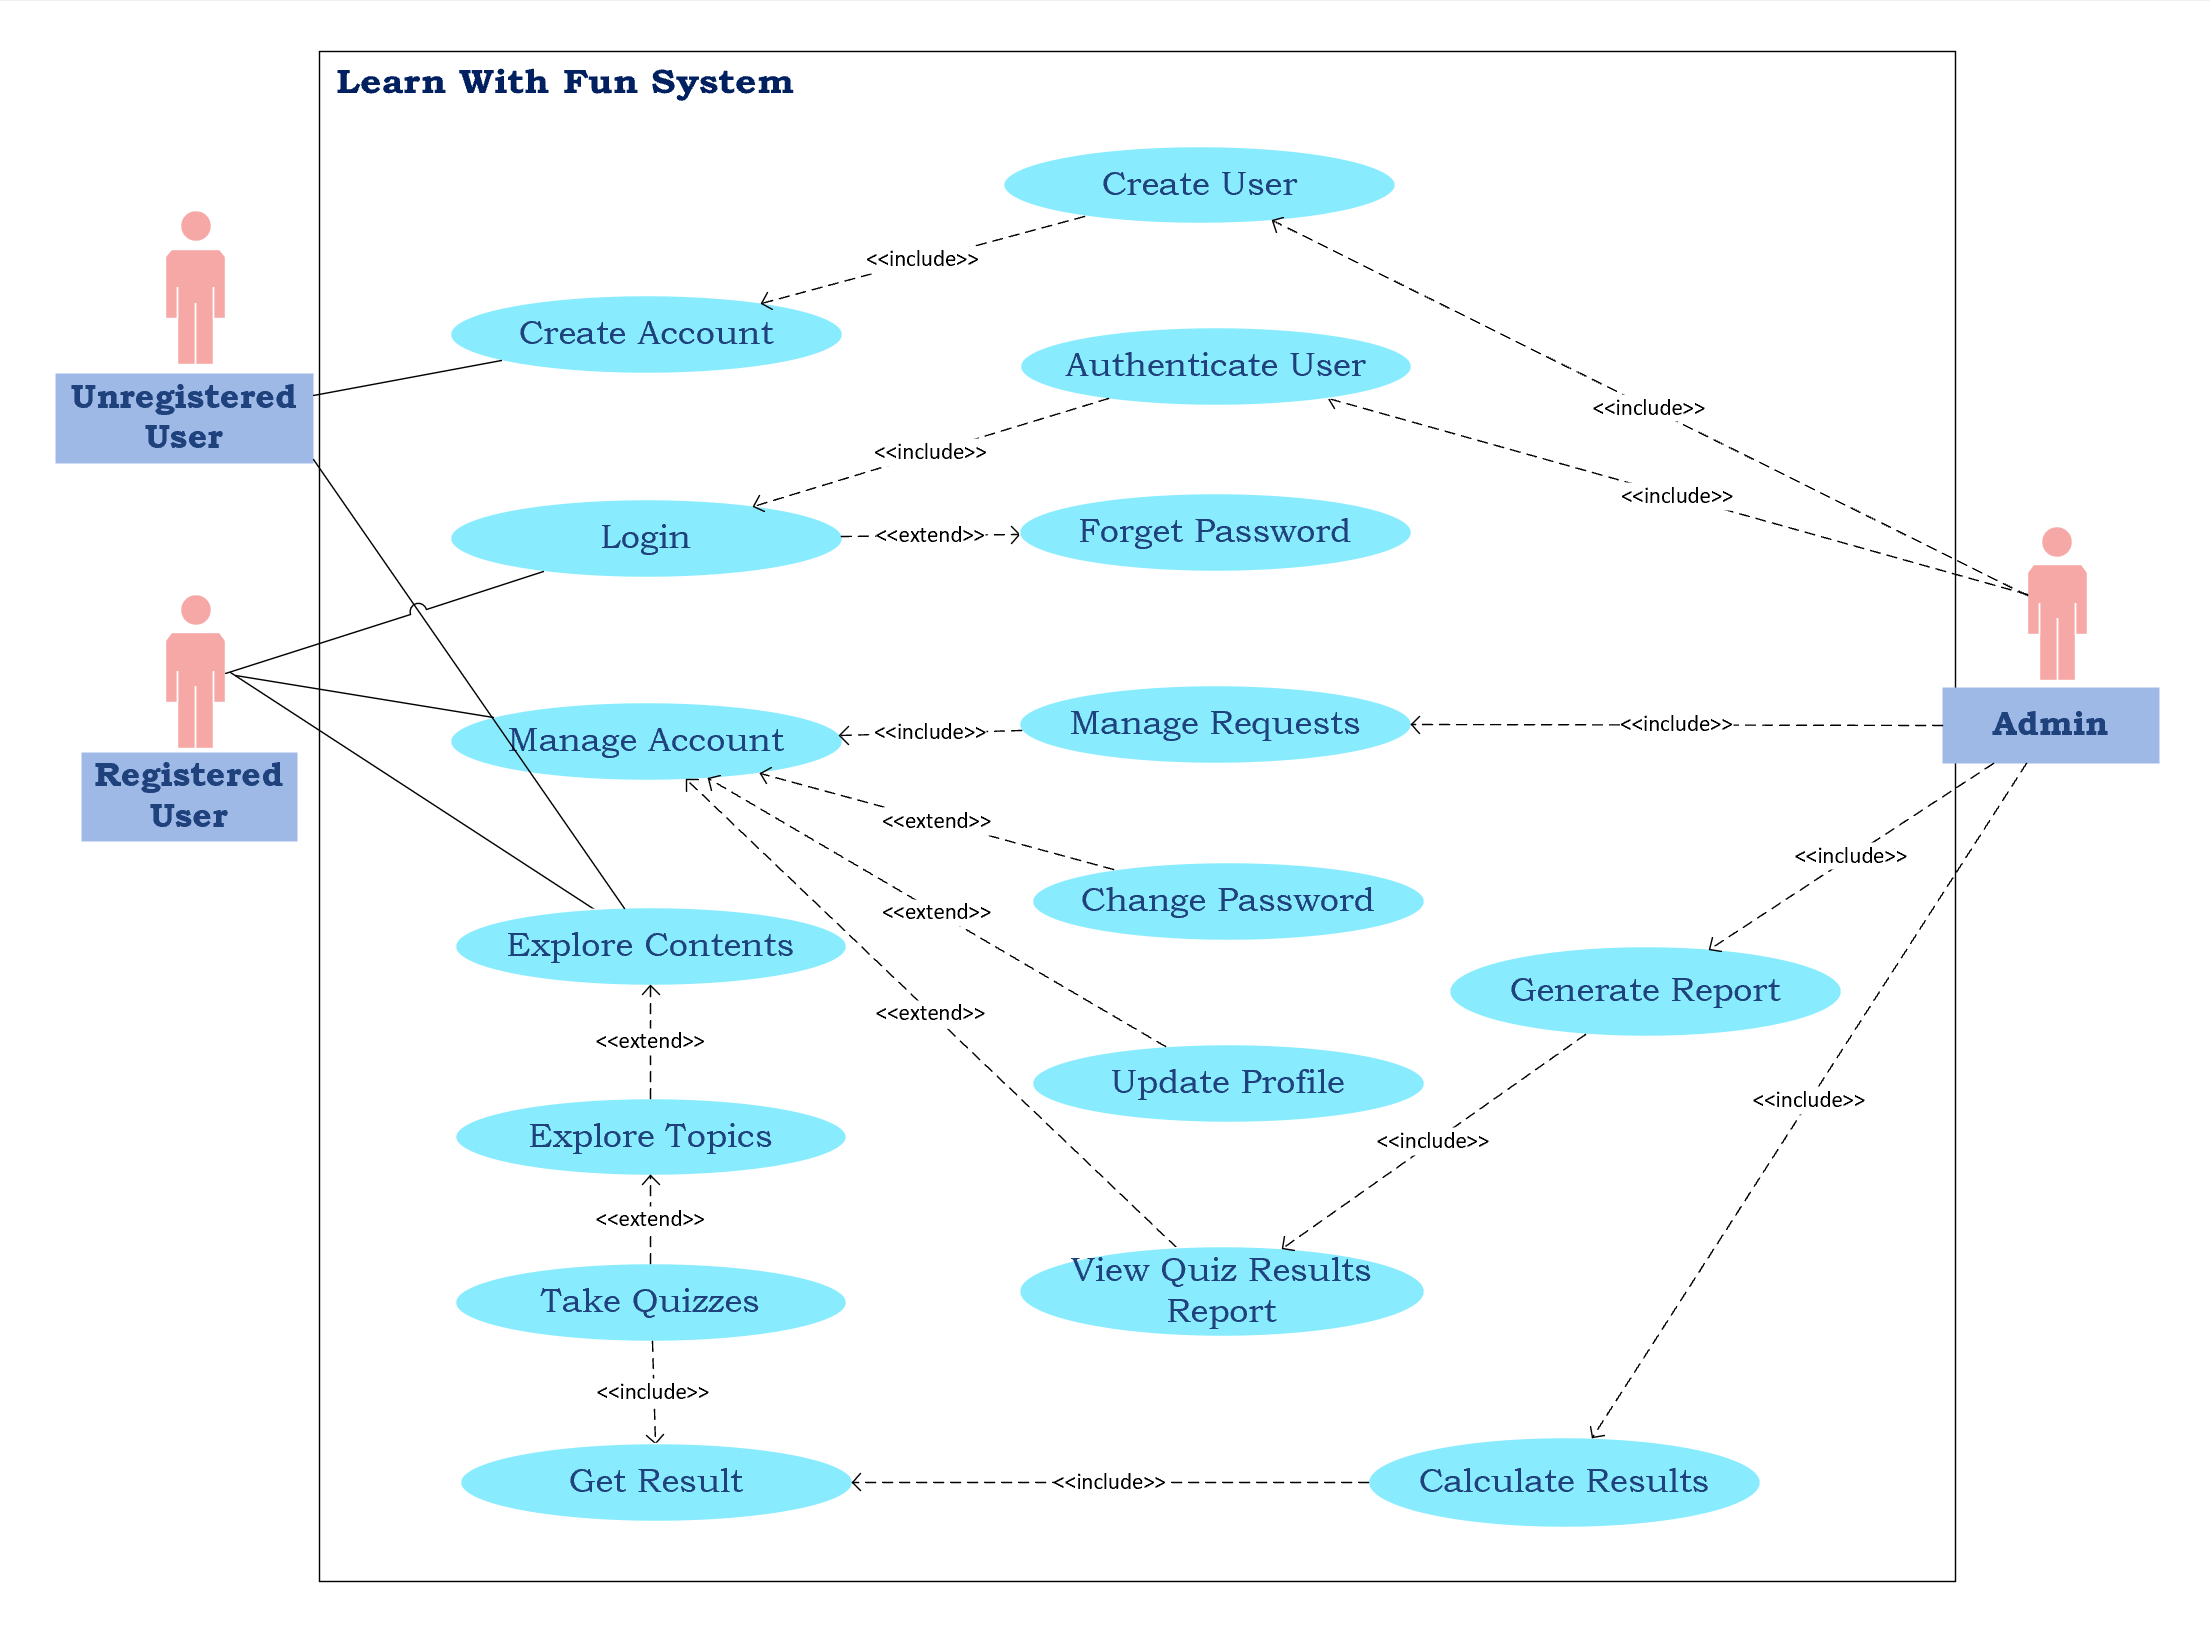 Learn With Fun System
Create User
<<include>>
Create Account
Authenticate User
Unregistered
User
<<include>>
<<include>>
<<include>>
Login
<<extend>>
Forget Password
Manage Account
<<include>>
Manage Requests
<<include>>
Admin
Registered
User
<<extend>>
<<include>>
Change Password
<<extend>>
Explore Contents
Generate Report
<<extend>>
<<extend>>
Update Profile
<<include>>
Explore Topics
<<include>>
<<extend>>
View Quiz Results
Report
Take Quizzes
<<include>>
Get Result
<<include>>
Calculate Results